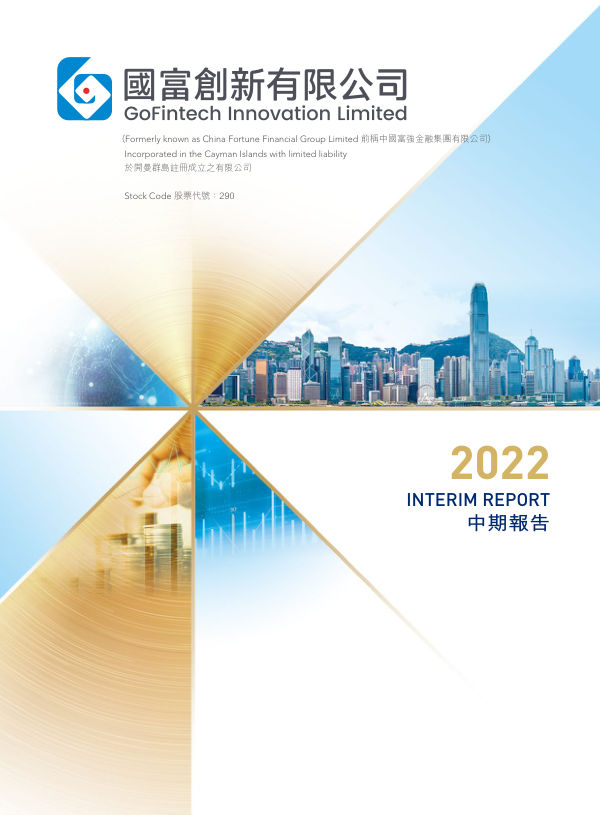 國富創新有限公司
GoFintech Innovation Limited
(Formerly known as China Fortune Financial Group Limited 前稱中國富強金融集團有限公司)
Incorporated in the Cayman Islands with limited liability
於開曼群島註冊成立之有限公司
Stock Code 股票代號：290
2022
INTERIM REPORT
中期報告